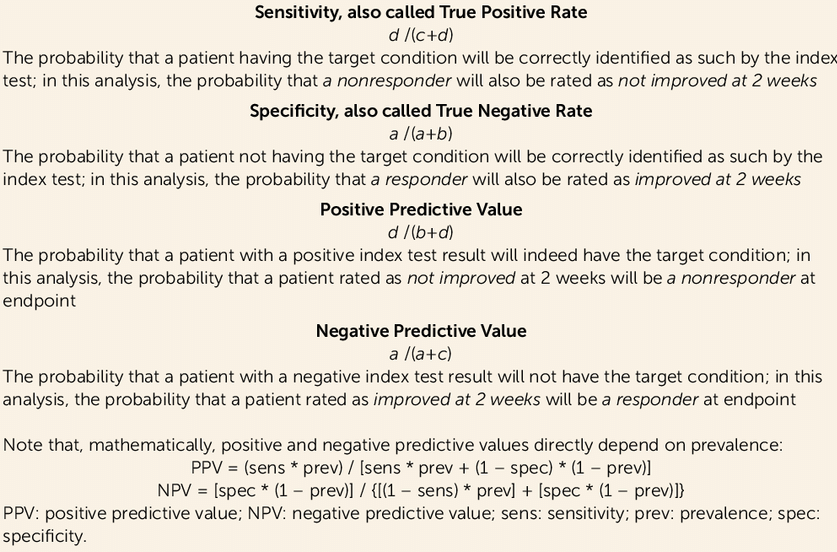 Sensitivity, also called True Positive Rate
d /(c+d)
The probability that a patient having the target condition will be correctly identified as such by the index
test; in this analysis, the probability that a nonresponder will also be rated as not improved at 2 weeks
Specificity, also called True Negative Rate
a /(a+b)
The probability that a patient not having the target condition will be correctly identified as such by the
index test; in this analysis, the probability that a responder will also be rated as improved at 2 weeks
Positive Predictive Value
d /(b+d)
The probability that a patient with a positive index test result will indeed have the target condition; in
this analysis, the probability that a patient rated as not improved at 2 weeks will be a nonresponder at
endpoint
Negative Predictive Value
a /(a+c)
The probability that a patient with a negative index test result will not have the target condition; in this
analysis, the probability that a patient rated as improved at 2 weeks will be a responder at endpoint
Note that, mathematically, positive and negative predictive values directly depend on prevalence:
PPV = (sens * prev) / [sens * prev + (1 − spec) * (1 − prev)]
NPV = [spec * (1 − prev)] / {[(1 − sens) * prev] + [spec * (1 − prev)]}
PPV: positive predictive value; NPV: negative predictive value; sens: sensitivity; prev: prevalence; spec:
specificity.